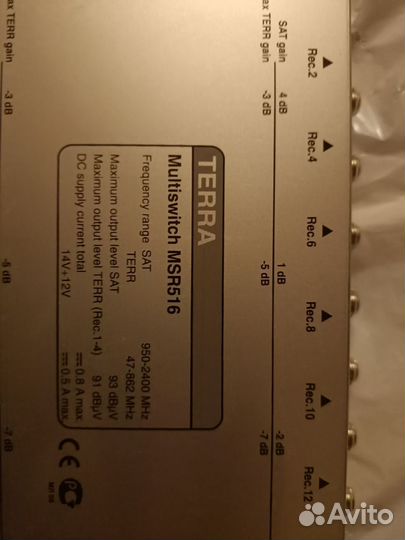 TERRA
Multiswitch MSR516
Frequency range SAT 950-2400 MHz
TERR 47-862 MHz
Maximum output level SAT 93 dBµV
Maximum output level TERR (Rec.1-4) 91 dBµV
DC supply current total 0.8 A max
14V+12V 0.5 A max
CE
Rec.2
Rec.4
Rec.6
Rec.8
Rec.10
Rec.12
SAT gain 4 dB 1 dB -2 dB
ax TERR gain -3 dB -5 dB -7 dB
ax TERR gain -3 dB -5 dB -7 dB
Avito